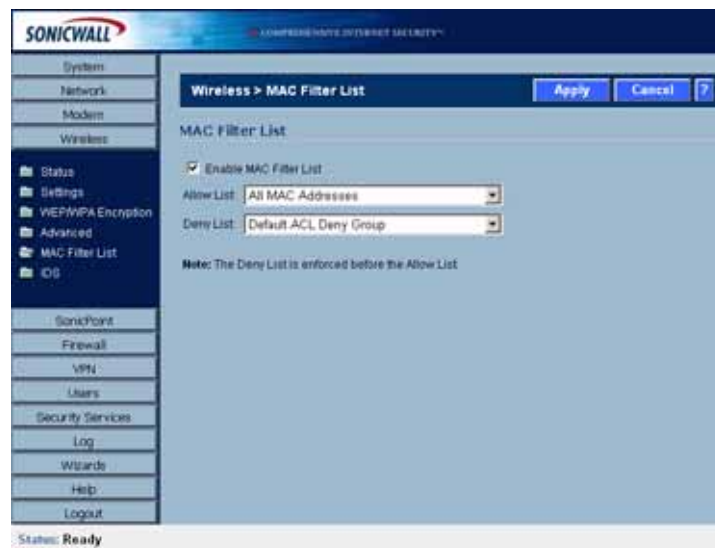 SONICWALL
COMPREHENSIVE INTERNET SECURITY™
System
Network
Modem
Wireless
Status
Settings
WEP/WPA Encryption
Advanced
MAC Filter List
IDS
SonicPoint
Firewall
VPN
Users
Security Services
Log
Wizards
Help
Logout
Wireless > MAC Filter List
Apply
Cancel
?
MAC Filter List
Enable MAC Filter List
Allow List: All MAC Addresses
Deny List: Default ACL Deny Group
Note: The Deny List is enforced before the Allow List
Status: Ready